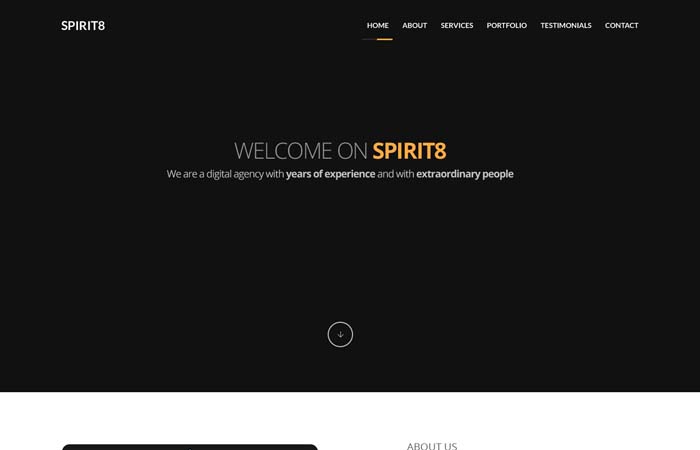 SPIRIT8
HOME ABOUT SERVICES PORTFOLIO TESTIMONIALS CONTACT
WELCOME ON SPIRIT8
We are a digital agency with years of experience and with extraordinary people
ABOUT US